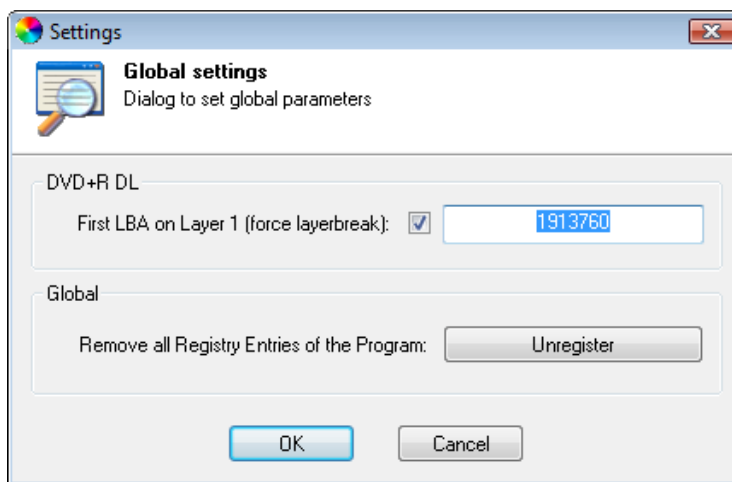 Settings
Global settings
Dialog to set global parameters
DVD+R DL
First LBA on Layer 1 (force layerbreak):
1913760
Global
Remove all Registry Entries of the Program:
Unregister
OK
Cancel